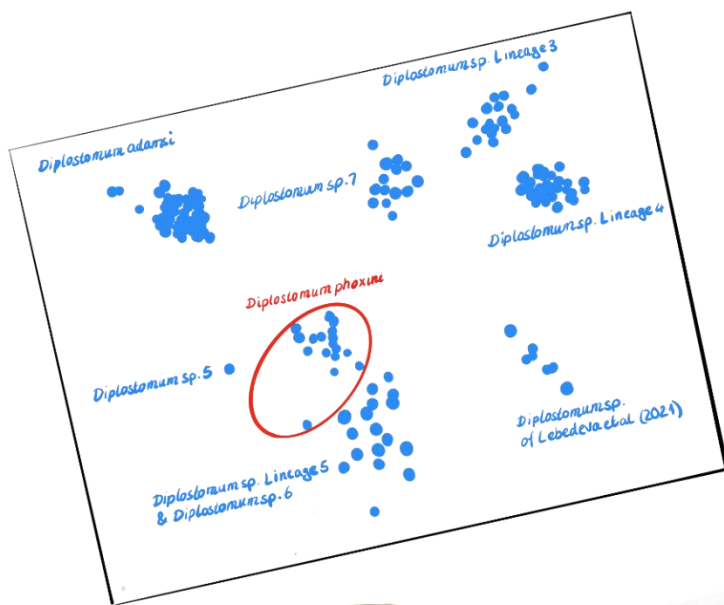 Diplostomum sp. Lineage 3
Diplostomum adamsi
Diplostomum sp. 7
Diplostomum sp. Lineage 4
Diplostomum phoxini
Diplostomum sp. 5
Diplostomum sp.
of Lebedeva et al (2021)
Diplostomum sp. Lineage 5
& Diplostomum sp. 6